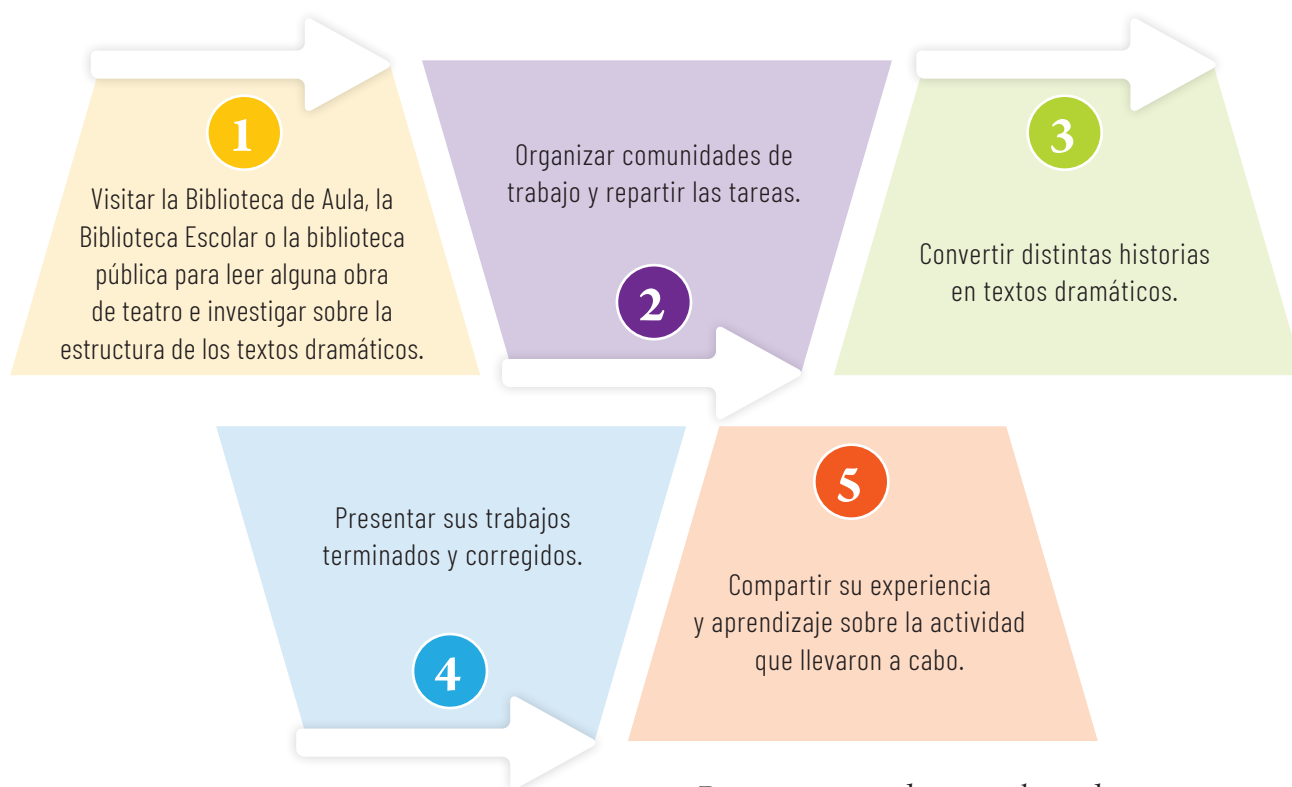 1
Visitar la Biblioteca de Aula, la
Biblioteca Escolar o la biblioteca
pública para leer alguna obra
de teatro e investigar sobre la
estructura de los textos dramáticos.
Organizar comunidades de
trabajo y repartir las tareas.
2
3
Convertir distintas historias
en textos dramáticos.
Presentar sus trabajos
terminados y corregidos.
4
5
Compartir su experiencia
y aprendizaje sobre la actividad
que llevaron a cabo.